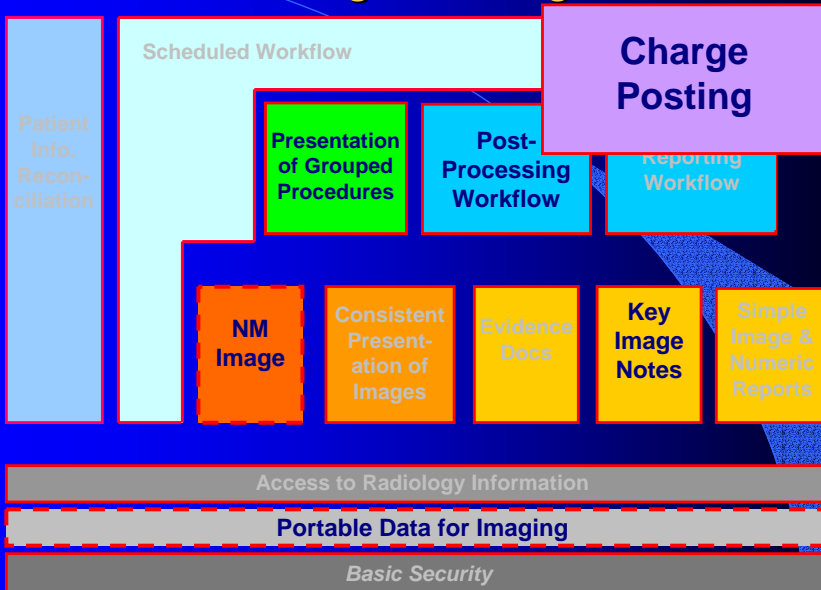 Scheduled Workflow
Charge
Posting
Patient
Info:
Recon-
ciliation
Presentation
of Grouped
Procedures
Post-
Processing
Workflow
Reporting
Workflow
NM
Image
Consistent
Present-
ation of
Images
Evidence
Docs
Key
Image
Notes
Simple
Image &
Numeric
Reports
Access to Radiology Information
Portable Data for Imaging
Basic Security